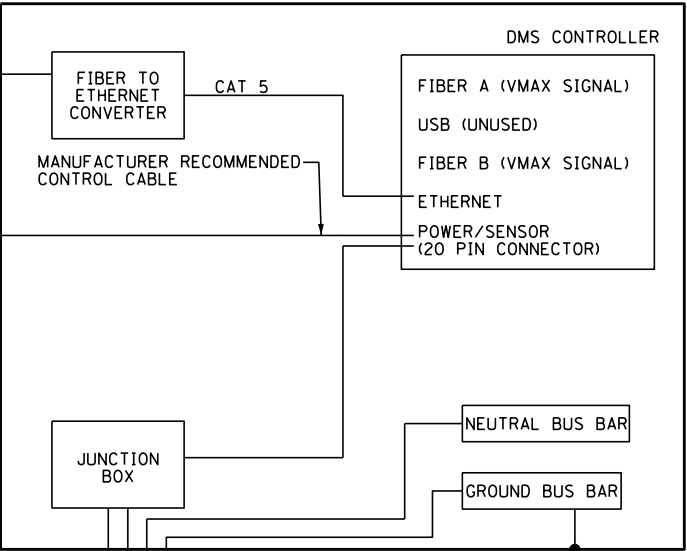 DMS CONTROLLER
FIBER TO
ETHERNET
CONVERTER
CAT 5
FIBER A (VMAX SIGNAL)
USB (UNUSED)
FIBER B (VMAX SIGNAL)
ETHERNET
POWER/SENSOR
(20 PIN CONNECTOR)
MANUFACTURER RECOMMENDED
CONTROL CABLE
JUNCTION
BOX
NEUTRAL BUS BAR
GROUND BUS BAR